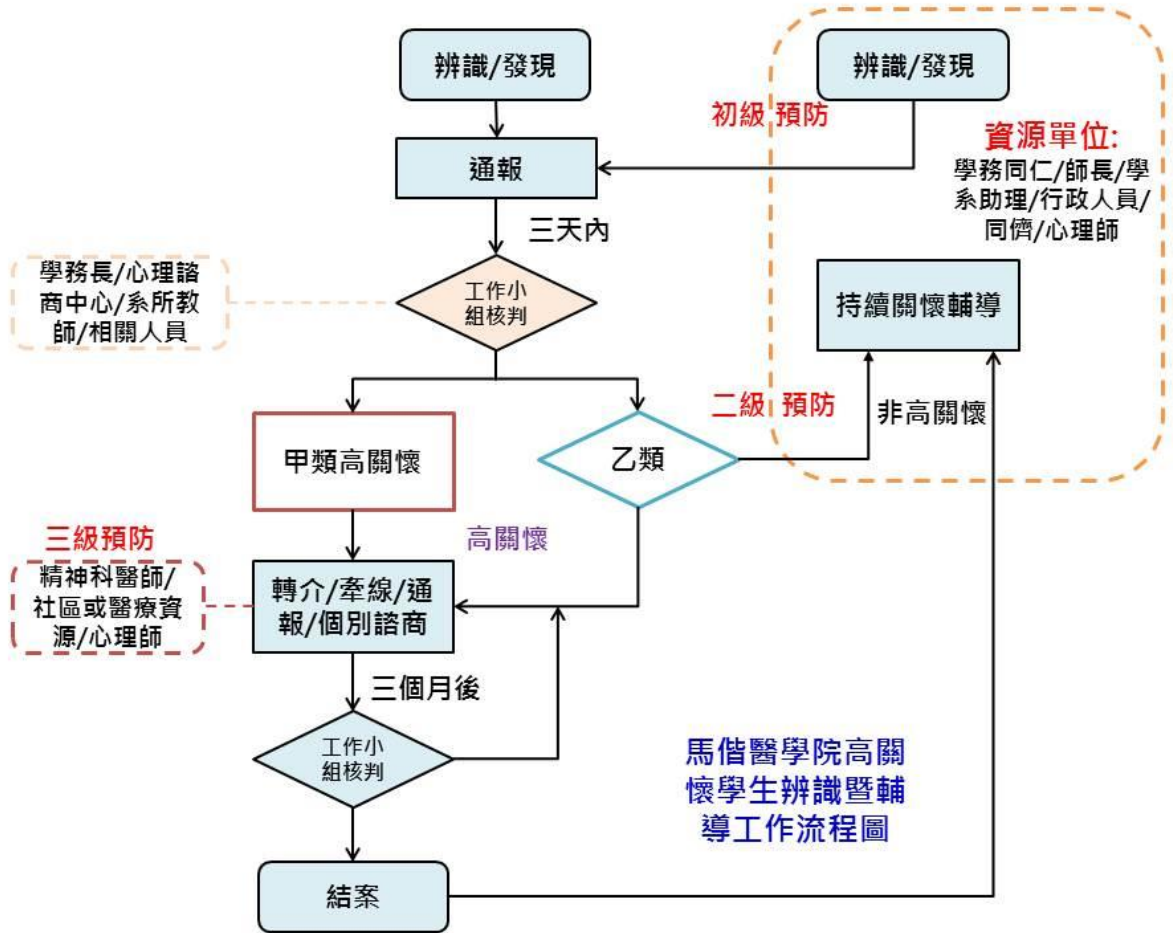 辨識/發現
辨識/發現
初級 預防
資源單位:
學務同仁/師長/學
系助理/行政人員/
同儕/心理師
通報
三天內
學務長/心理諮
商中心/系所教
師/相關人員
工作小
組核判
持續關懷輔導
二級 預防
非高關懷
甲類高關懷
乙類
三級預防
高關懷
精神科醫師/
社區或醫療資
源/心理師
轉介/牽線/通
報/個別諮商
三個月後
工作小
組核判
馬偕醫學院高關
懷學生辨識暨輔
導工作流程圖
結案